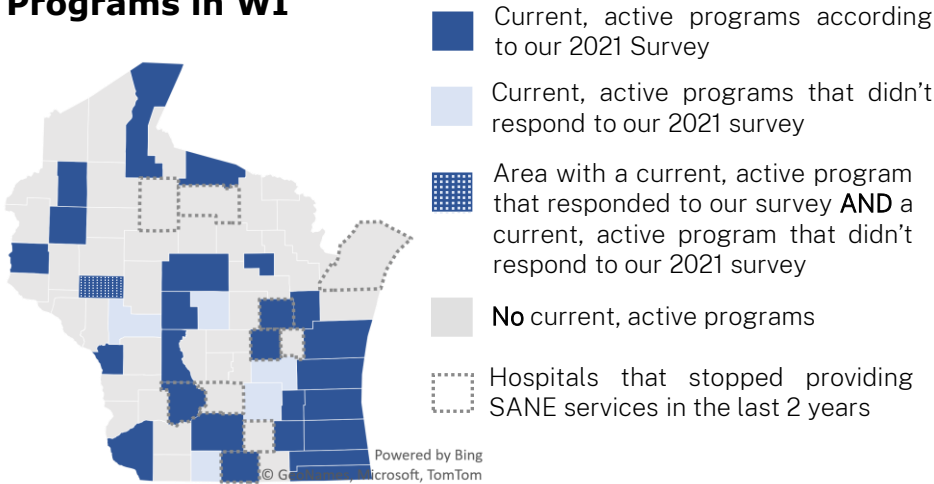 Programs in WI
Current, active programs according
to our 2021 Survey
Current, active programs that didn’t
respond to our 2021 survey
Area with a current, active program
that responded to our survey AND a
current, active program that didn’t
respond to our 2021 survey
No current, active programs
Hospitals that stopped providing
SANE services in the last 2 years
Powered by Bing
© Microsoft, TomTom